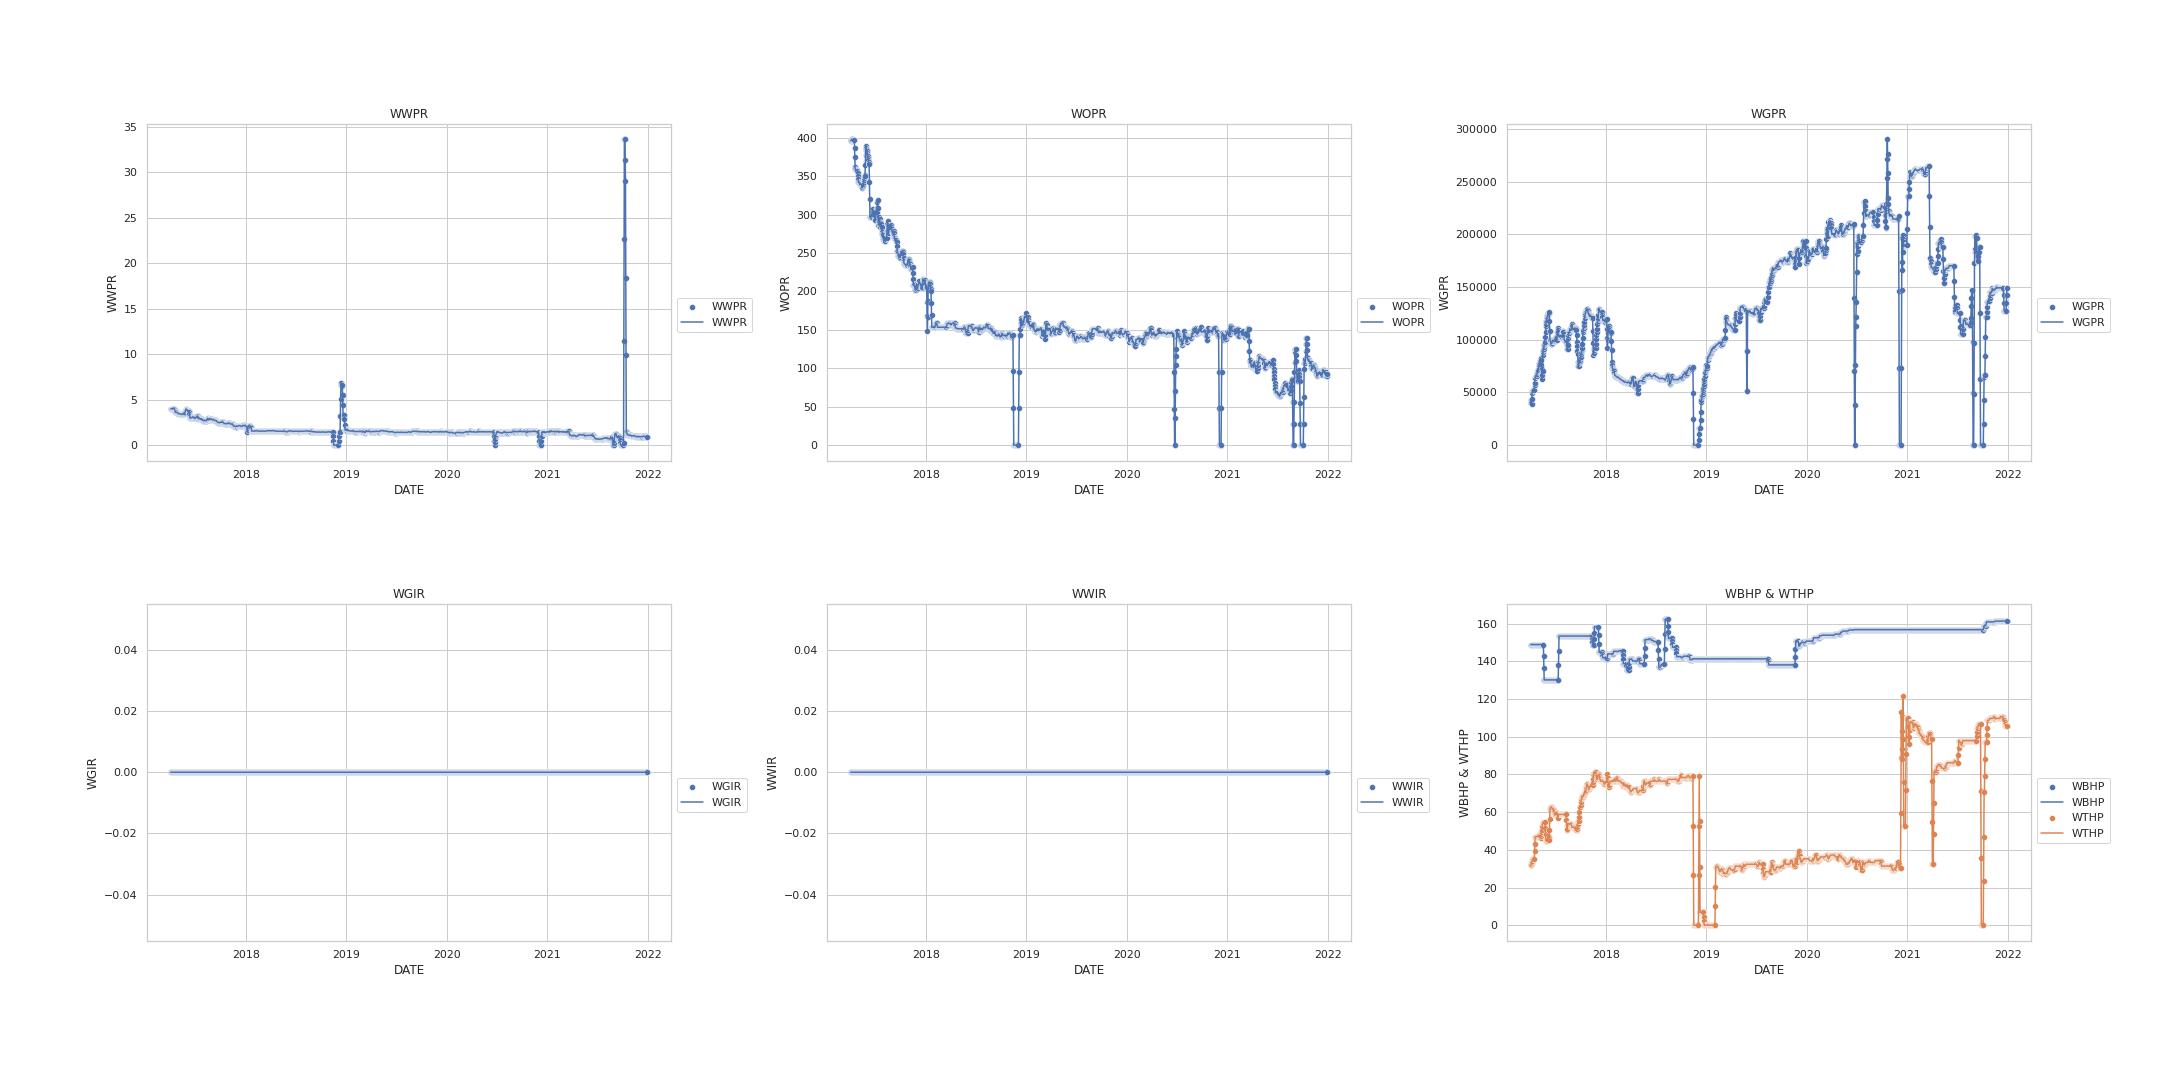 WWPR
35
30
25
20
15
10
5
0
WWPR
2018 2019 2020 2021 2022
DATE
WWPR
WWPR
WOPR
400
350
300
250
200
150
100
50
0
WOPR
2018 2019 2020 2021 2022
DATE
WOPR
WOPR
WGPR
300000
250000
200000
150000
100000
50000
0
WGPR
2018 2019 2020 2021 2022
DATE
WGPR
WGPR
WGIR
0.04
0.02
0.00
−0.02
−0.04
WGIR
2018 2019 2020 2021 2022
DATE
WGIR
WGIR
WWIR
0.04
0.02
0.00
−0.02
−0.04
WWIR
2018 2019 2020 2021 2022
DATE
WWIR
WWIR
WBHP & WTHP
160
140
120
100
80
60
40
20
0
WBHP & WTHP
2018 2019 2020 2021 2022
DATE
WBHP
WBHP
WTHP
WTHP